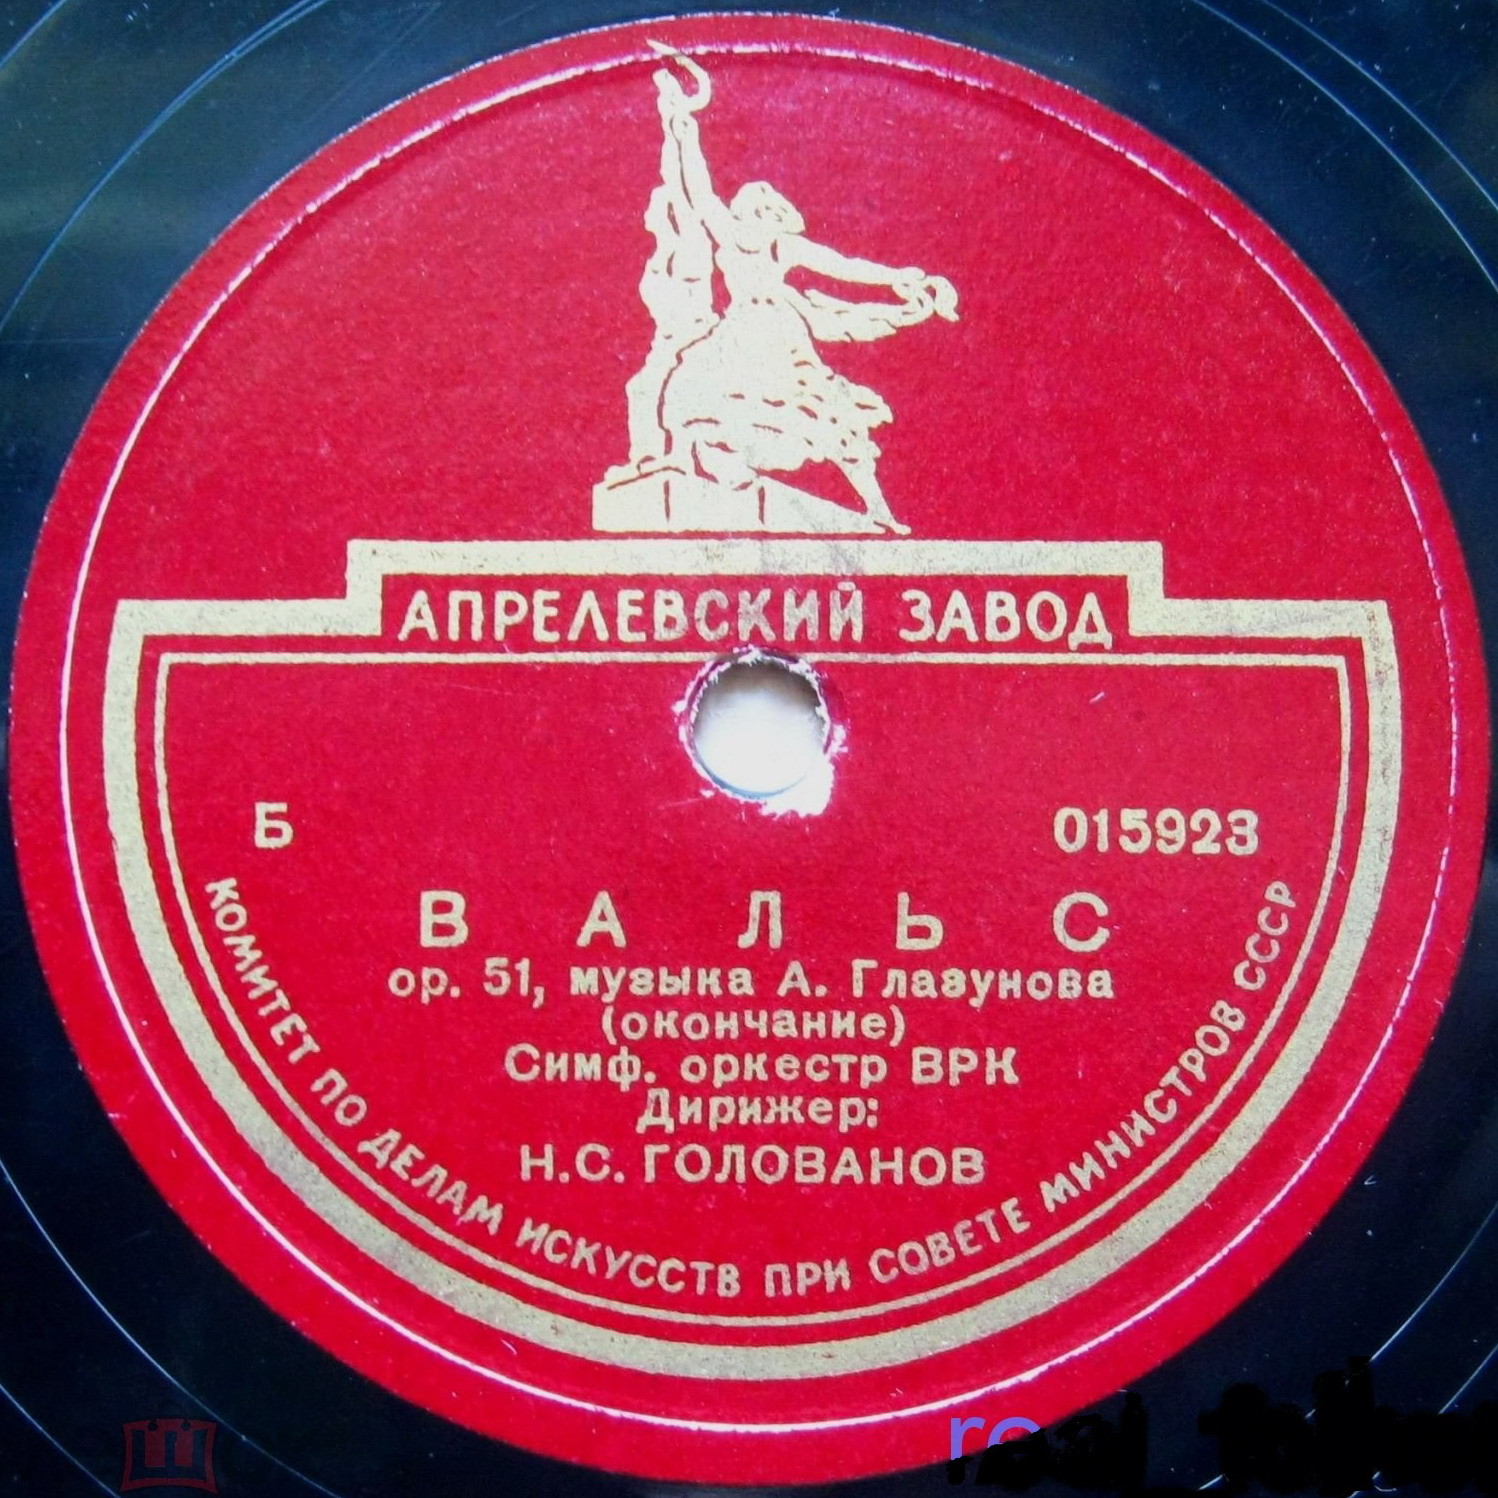 АПРЕЛЕВСКИЙ ЗАВОД
Б 015923
ВАЛЬС
ор. 51, музыка А. Глазунова
(окончание)
Симф. оркестр ВРК
Дирижер:
Н.С. ГОЛОВАНОВ
КОМИТЕТ ПО ДЕЛАМ ИСКУССТВ ПРИ СОВЕТЕ МИНИСТРОВ СССР